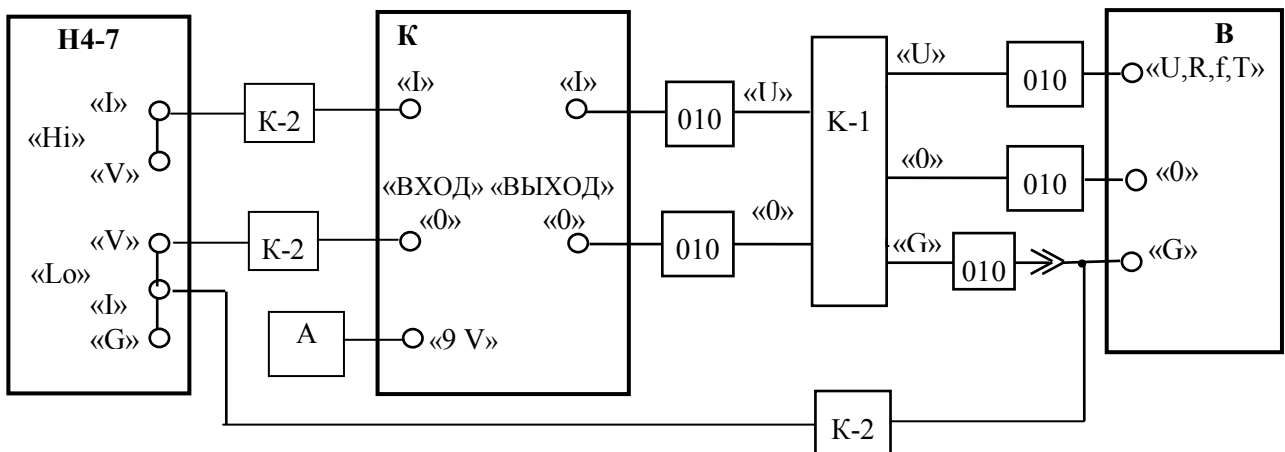 Н4-7
«I»
«Hi»
«V»
«V»
«Lo»
«I»
«G»
К-2
К-2
А
К
«I»
«I»
«ВХОД» «ВЫХОД»
«0»
«0»
«9 V»
010
«U»
010
«0»
К-1
«U»
010
«0»
010
«G»
010
К-2
В
«U,R,f,T»
«0»
«G»